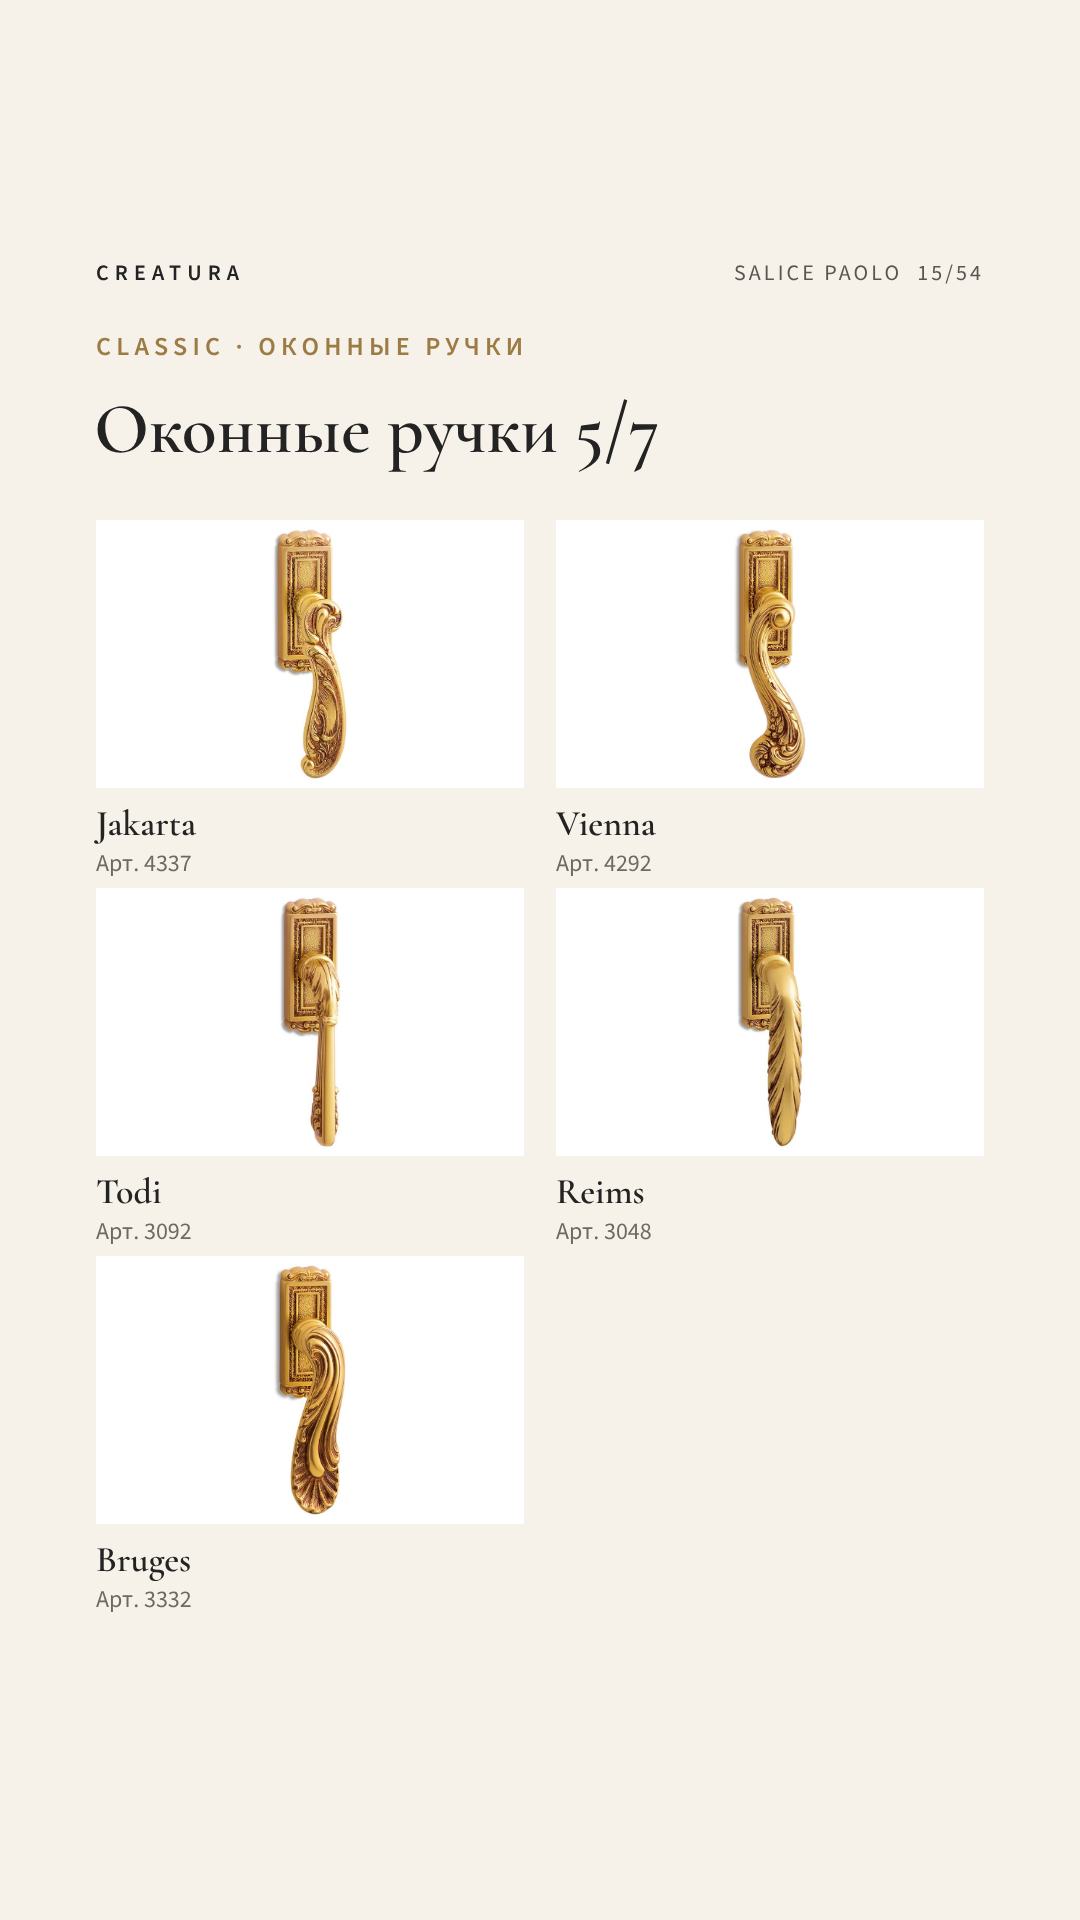 CREATURA
SALICE PAOLO 15/54
CLASSIC · ОКОННЫЕ РУЧКИ
Оконные ручки 5/7
Jakarta
Арт. 4337
Vienna
Арт. 4292
Todi
Арт. 3092
Reims
Арт. 3048
Bruges
Арт. 3332